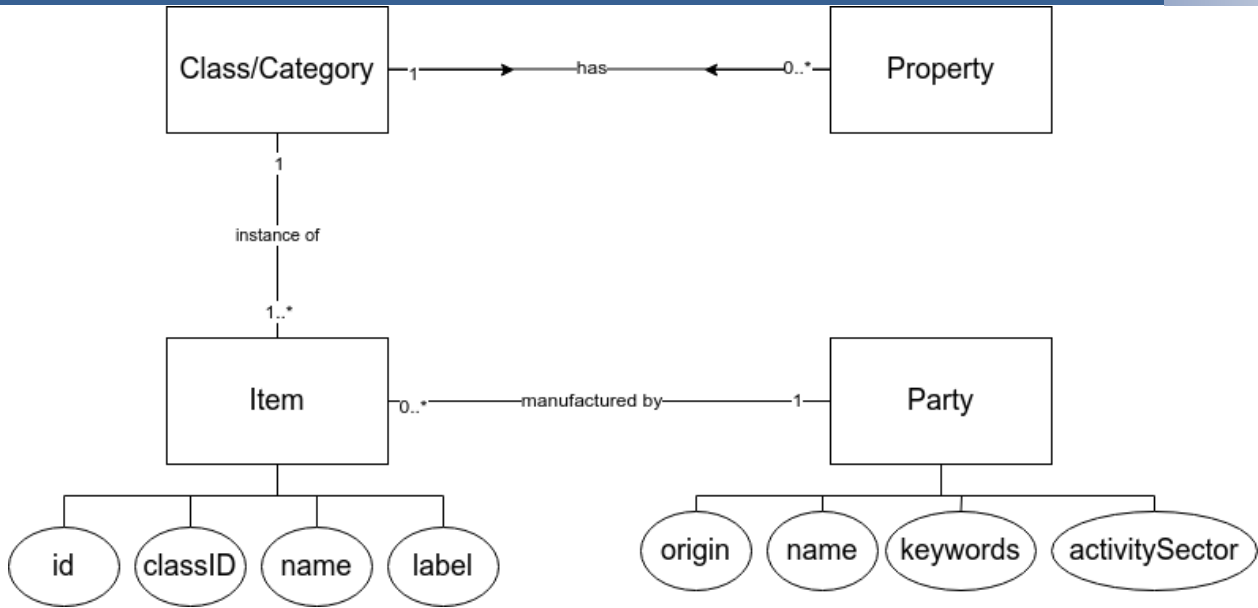 Class/Category
1
has
0..*
Property
1
instance of
1..*
Item
0..*
manufactured by
1
Party
id
classID
name
label
origin
name
keywords
activitySector